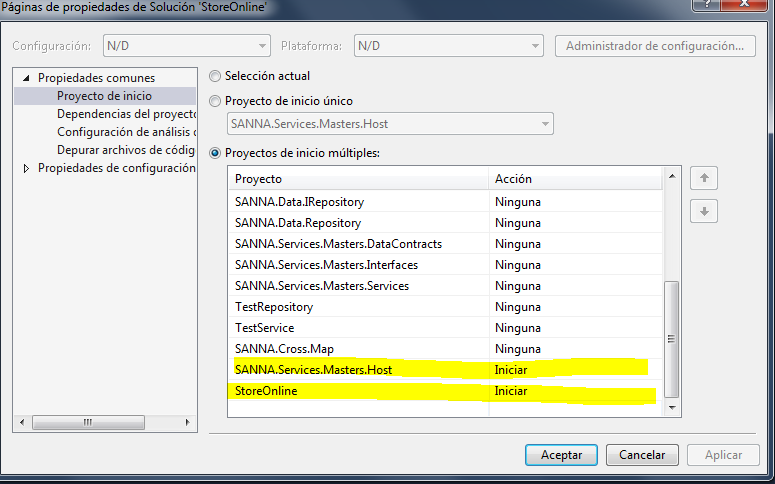 Páginas de propiedades de Solución 'StoreOnline'
Configuración: N/D Plataforma: N/D Administrador de configuración...
Propiedades comunes
Proyecto de inicio
Dependencias del proyecto
Configuración de análisis d
Depurar archivos de códig
Propiedades de configuración
Selección actual
Proyecto de inicio único
SANNA.Services.Masters.Host
Proyectos de inicio múltiples:
Proyecto Acción
SANNA.Data.IRepository Ninguna
SANNA.Data.Repository Ninguna
SANNA.Services.Masters.DataContracts Ninguna
SANNA.Services.Masters.Interfaces Ninguna
SANNA.Services.Masters.Services Ninguna
TestRepository Ninguna
TestService Ninguna
SANNA.Cross.Map Ninguna
SANNA.Services.Masters.Host Iniciar
StoreOnline Iniciar
Aceptar Cancelar Aplicar